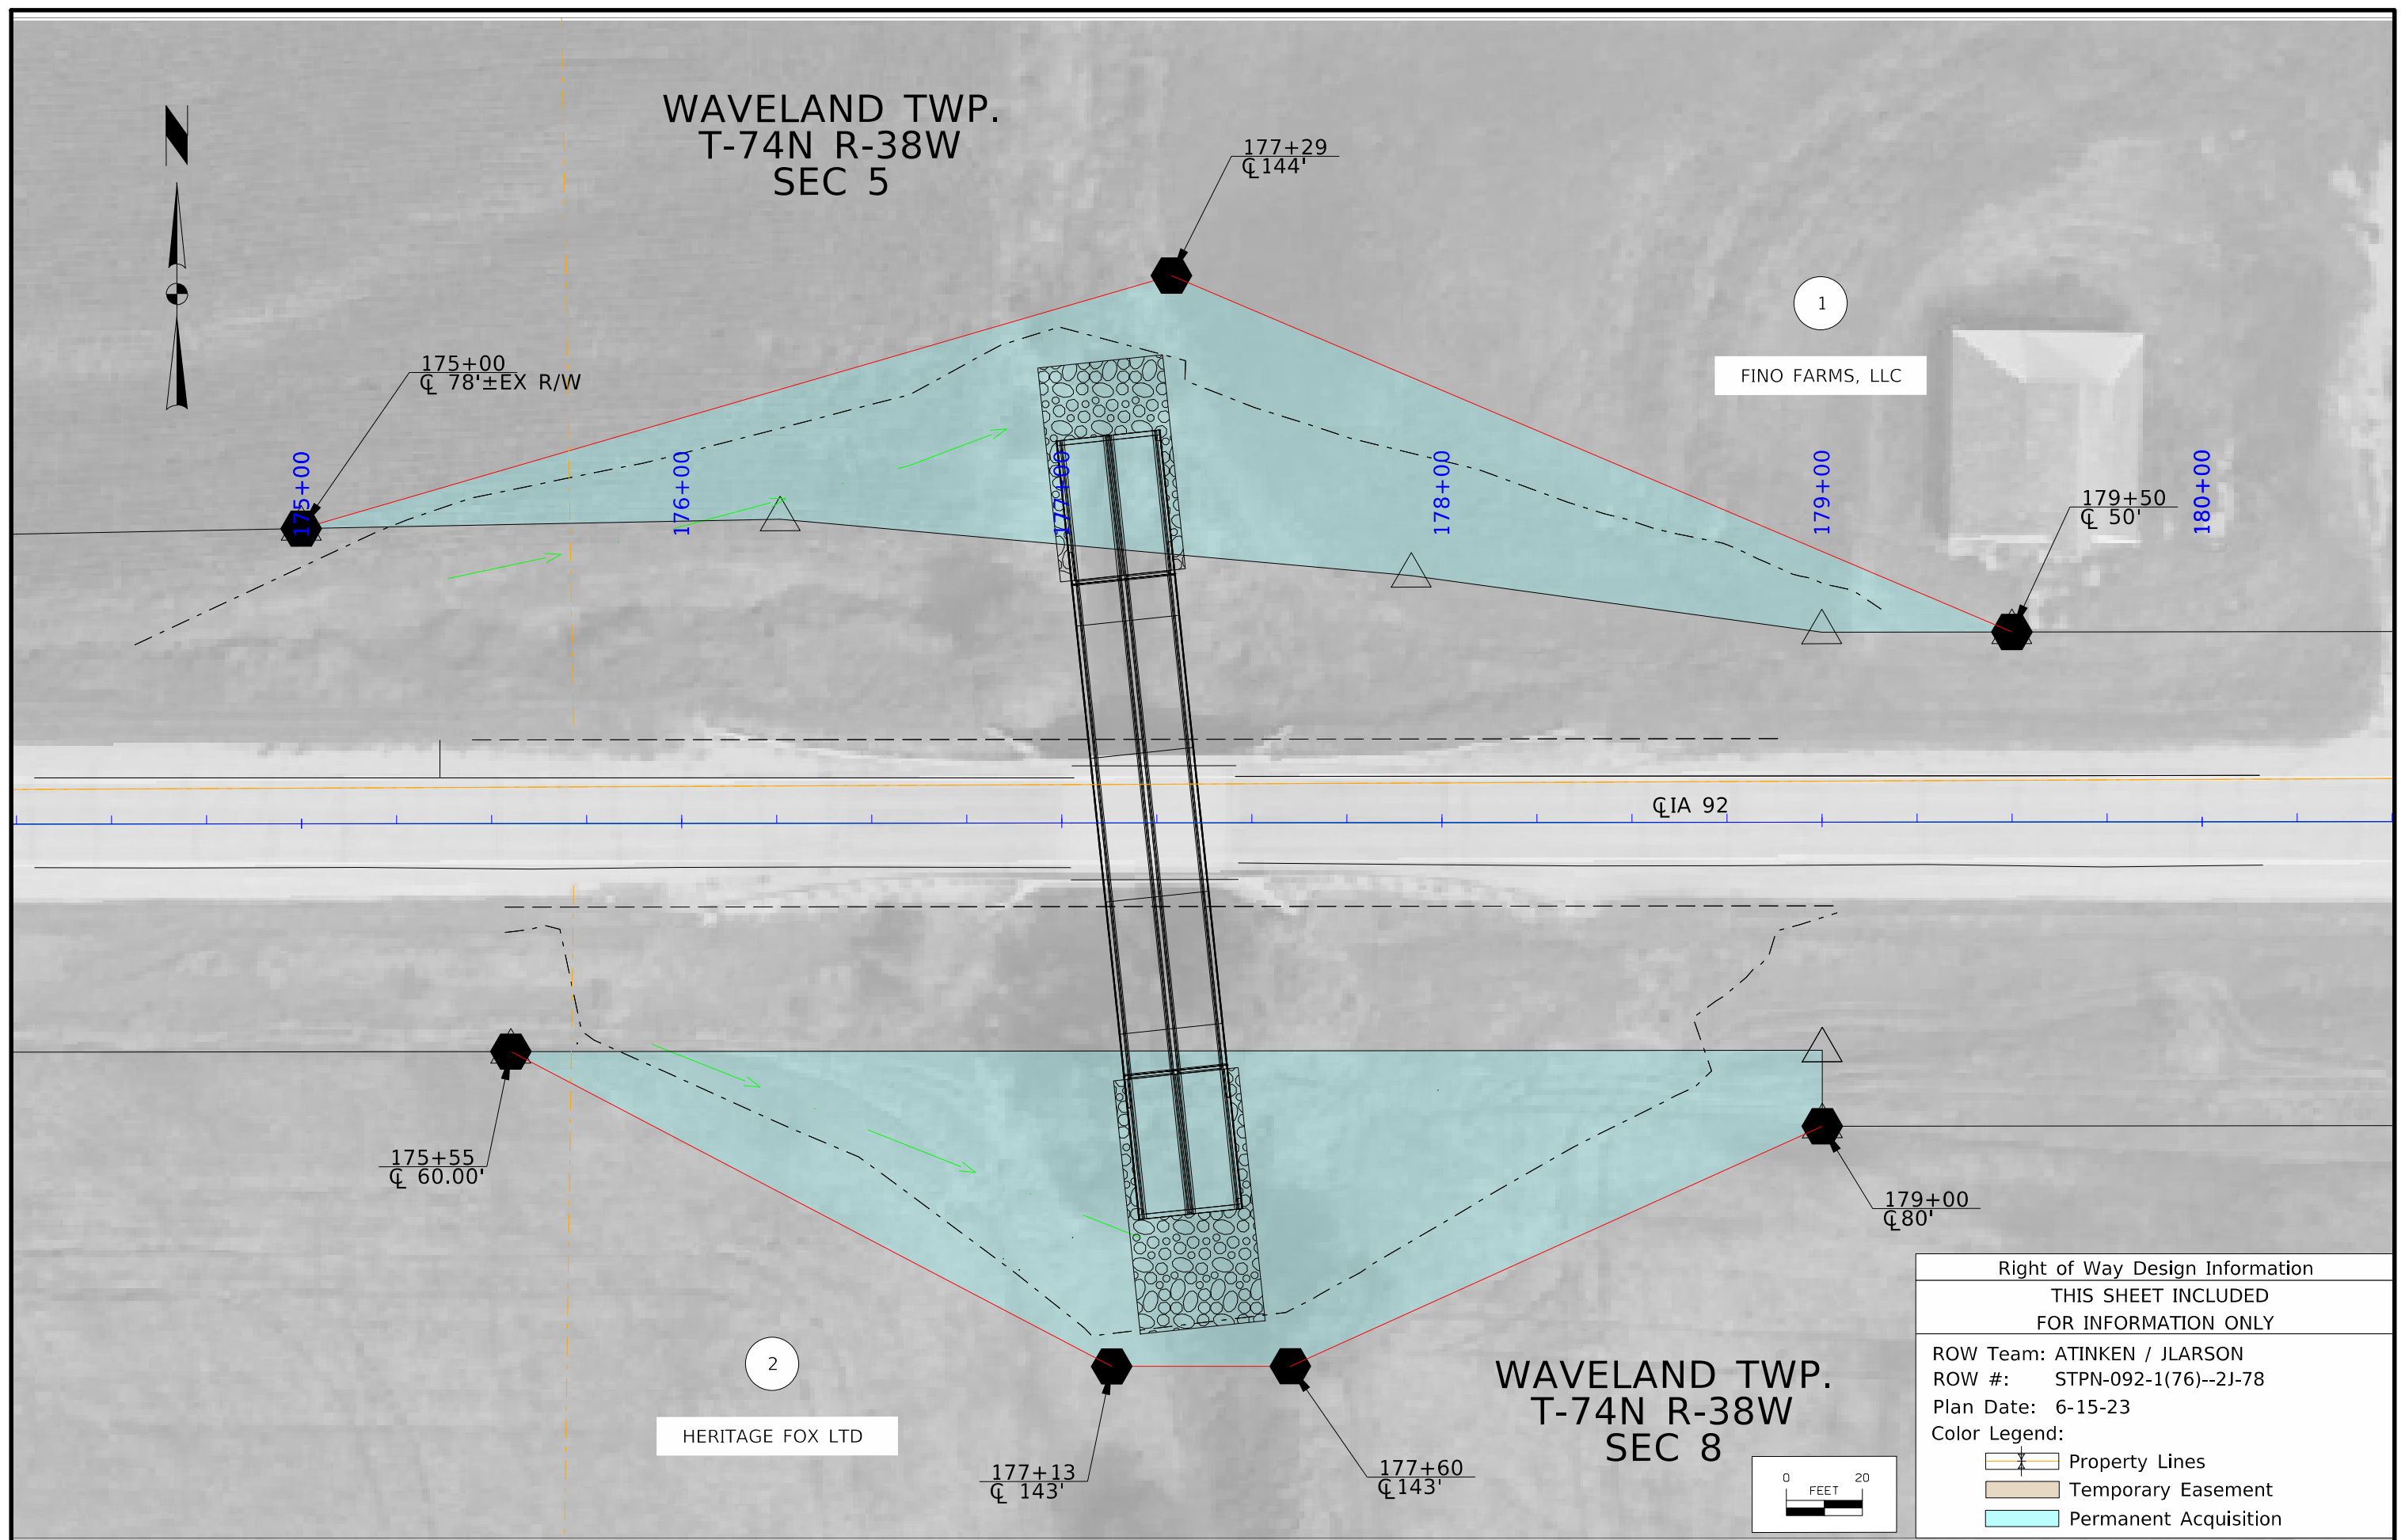 WAVELAND TWP.
T-74N R-38W
SEC 5
N
177+29
℄ 144'
1
FINO FARMS, LLC
175+00
℄ 78'±EX R/W
175+00
176+00
177+00
178+00
179+00
180+00
179+50
℄ 50'
℄ IA 92
175+55
℄ 60.00'
179+00
℄ 80'
2
HERITAGE FOX LTD
177+13
℄ 143'
177+60
℄ 143'
WAVELAND TWP.
T-74N R-38W
SEC 8
0 20
FEET
Right of Way Design Information
THIS SHEET INCLUDED
FOR INFORMATION ONLY
ROW Team: ATINKEN / JLARSON
ROW #: STPN-092-1(76)--2J-78
Plan Date: 6-15-23
Color Legend:
Property Lines
Temporary Easement
Permanent Acquisition